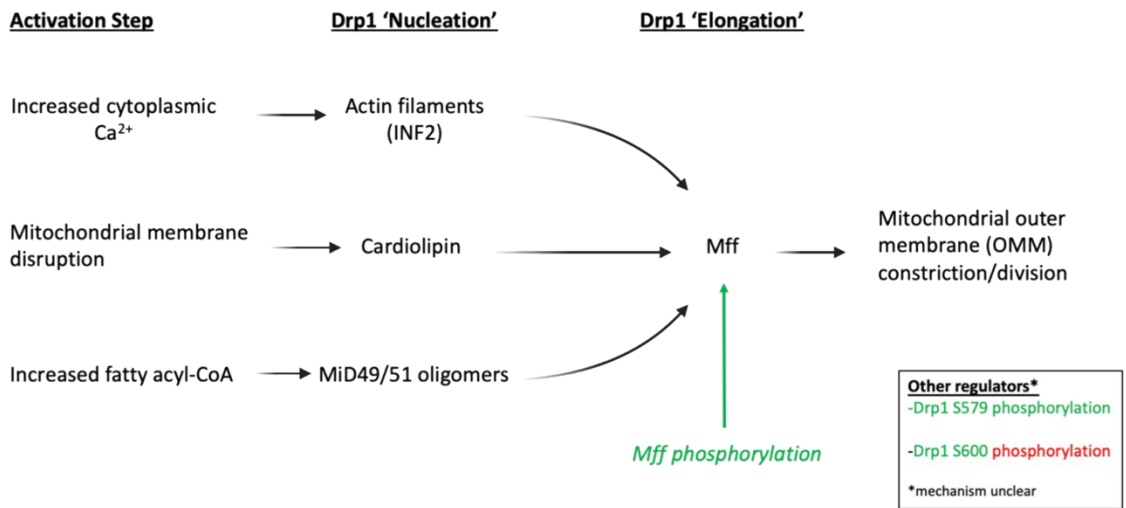 Activation Step
Drp1 ‘Nucleation’
Drp1 ‘Elongation’
Increased cytoplasmic
Ca²⁺
Actin filaments
(INF2)
Mitochondrial membrane
disruption
Cardiolipin
Mff
Mitochondrial outer
membrane (OMM)
constriction/division
Increased fatty acyl-CoA
MiD49/51 oligomers
Mff phosphorylation
Other regulators*
-Drp1 S579 phosphorylation
-Drp1 S600 phosphorylation
*mechanism unclear